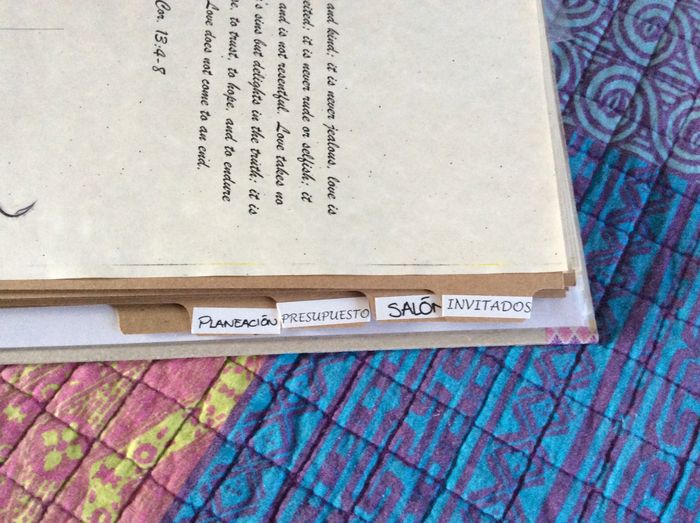 and kind; it is never jealous, love is
eited; it is never rude or selfish; it
and is not resentful. Love takes no
's sins but delights in the truth; it is
se, to trust, to hope, and to endure
Love does not come to an end.
Cor. 13:4-8
PLANEACIÓN
PRESUPUESTO
SALÓN
INVITADOS